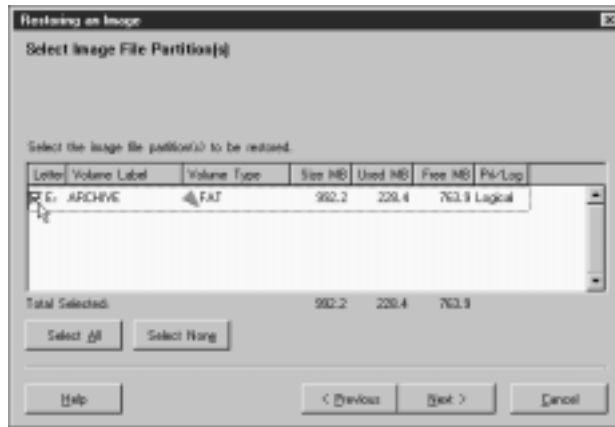 Restoring an Image
Select Image File Partition(s)
Select the image file partition(s) to be restored.
Letter Volume Label Volume Type Size MB Used MB Free MB Pri/Log
E: ARCHIVE FAT 992.2 228.4 763.9 Logical
Total Selected: 992.2 228.4 763.9
Select All Select None
Help < Previous Next > Cancel